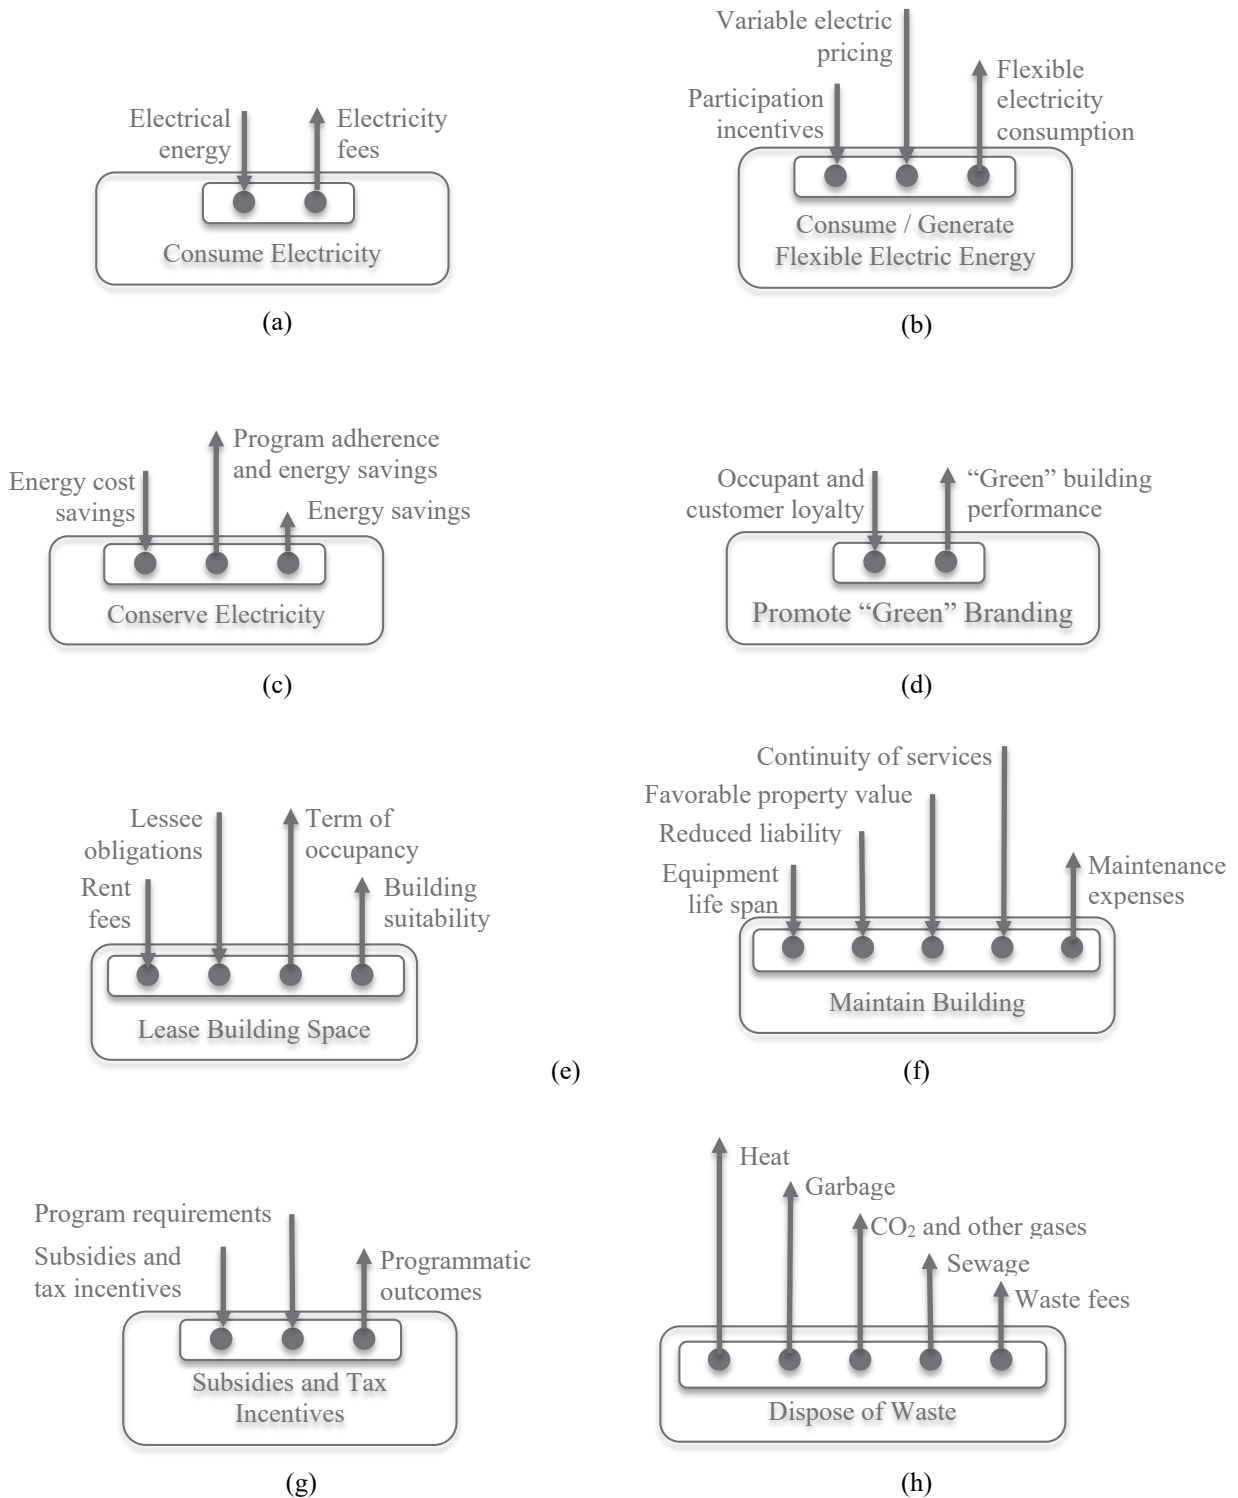 Electrical
energy
Electricity
fees
Consume Electricity
(a)
Variable electric
pricing
Participation
incentives
Flexible
electricity
consumption
Consume / Generate
Flexible Electric Energy
(b)
Energy cost
savings
Program adherence
and energy savings
Energy savings
Conserve Electricity
(c)
Occupant and
customer loyalty
“Green” building
performance
Promote “Green” Branding
(d)
Lessee
obligations
Rent
fees
Term of
occupancy
Building
suitability
Lease Building Space
(e)
Continuity of services
Favorable property value
Reduced liability
Equipment
life span
Maintenance
expenses
Maintain Building
(f)
Program requirements
Subsidies and
tax incentives
Programmatic
outcomes
Subsidies and Tax
Incentives
(g)
Heat
Garbage
CO₂ and other gases
Sewage
Waste fees
Dispose of Waste
(h)